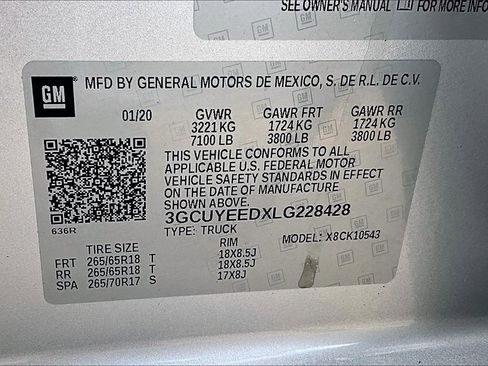 SEE OWNER'S MANUAL FOR MORE INFO
GM
MFD BY GENERAL MOTORS DE MEXICO, S. DE R.L. DE C.V.
01/20 GVWR GAWR FRT GAWR RR
3221 KG 1724 KG 1724 KG
7100 LB 3800 LB 3800 LB
THIS VEHICLE CONFORMS TO ALL
APPLICABLE U.S. FEDERAL MOTOR
VEHICLE SAFETY STANDARDS IN EFFECT
ON THE DATE OF MANUFACTURE
SHOWN ABOVE.
3GCUYEEDXLG228428
636R
TYPE: TRUCK
TIRE SIZE RIM MODEL: X8CK10543
FRT 265/65R18 T 18X8.5J
RR 265/65R18 T 18X8.5J
SPA 265/70R17 S 17X8J